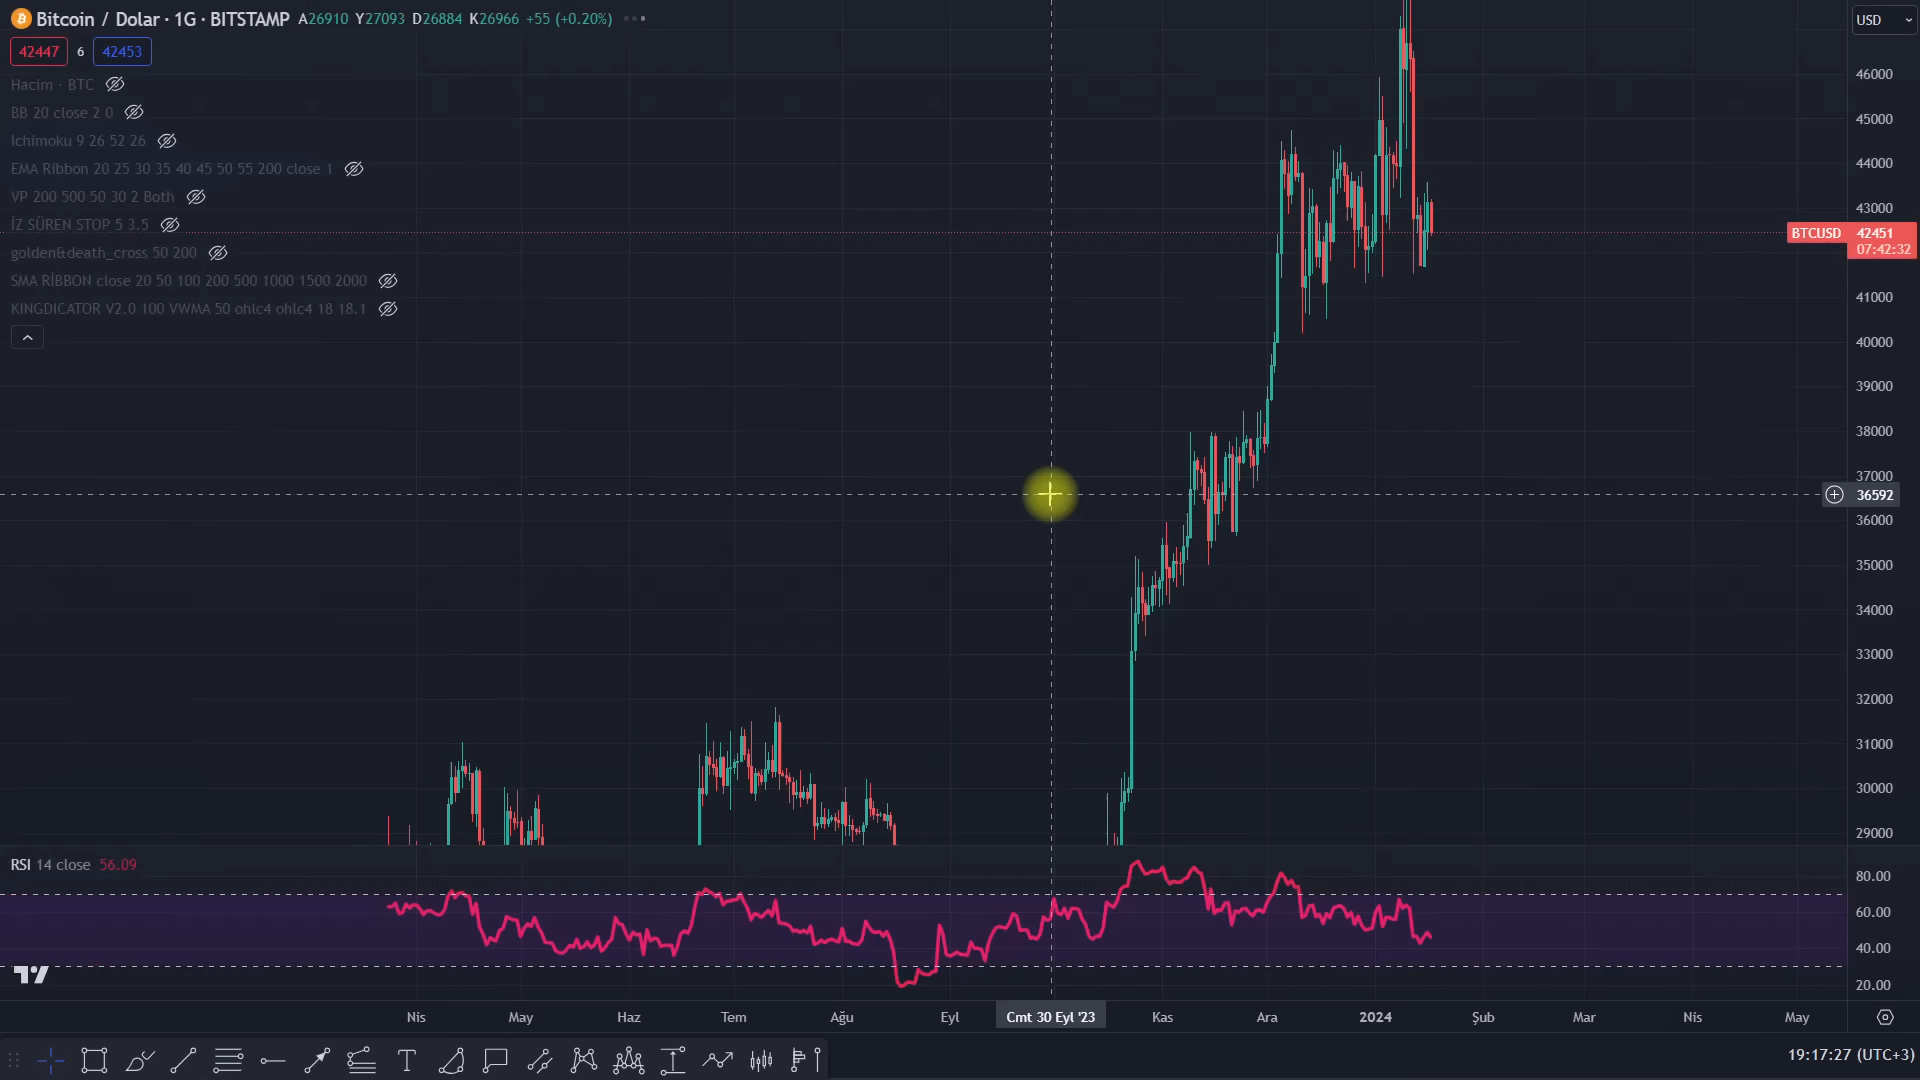 Bitcoin / Dolar · 1G · BITSTAMP A26910 Y27093 D26884 K26966 +55 (+0.20%)
USD
42447 6 42453
Hacim · BTC
BB 20 close 2 0
Ichimoku 9 26 52 26
EMA Ribbon 20 25 30 35 40 45 50 55 200 close 1
VP 200 500 50 30 2 Both
İZ SÜREN STOP 5 3.5
golden&death_cross 50 200
SMA RİBBON close 20 50 100 200 500 1000 1500 2000
KINGDICATOR V2.0 100 VWMA 50 ohlc4 ohlc4 18 18.1
46000
45000
44000
43000
BTCUSD 42451
07:42:32
41000
40000
39000
38000
37000
36592
36000
35000
34000
33000
32000
31000
30000
29000
RSI 14 close 56.09
80.00
60.00
40.00
20.00
Nis May Haz Tem Ağu Eyl Cmt 30 Eyl '23 Kas Ara 2024 Şub Mar Nis May
19:17:27 (UTC+3)